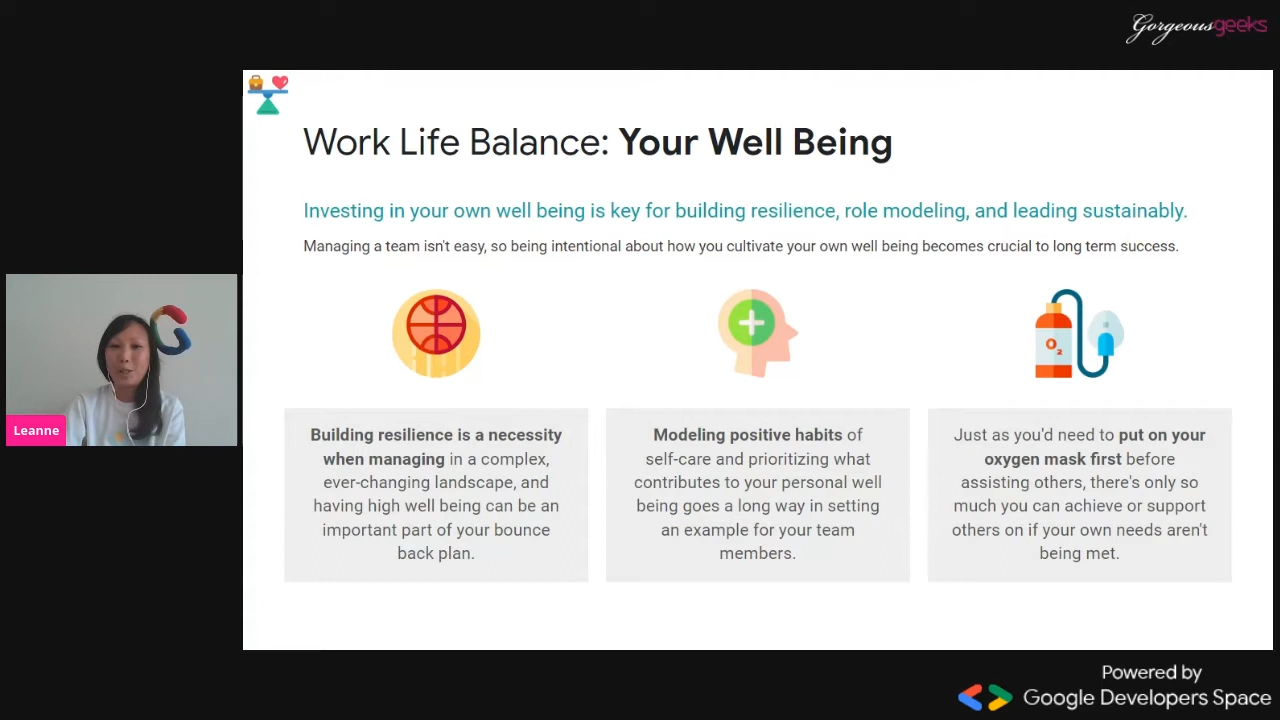 Gorgeousgeeks
Work Life Balance: Your Well Being
Investing in your own well being is key for building resilience, role modeling, and leading sustainably.
Managing a team isn't easy, so being intentional about how you cultivate your own well being becomes crucial to long term success.
O2
Building resilience is a necessity
when managing in a complex,
ever-changing landscape, and
having high well being can be an
important part of your bounce
back plan.
Modeling positive habits of
self-care and prioritizing what
contributes to your personal well
being goes a long way in setting
an example for your team
members.
Just as you'd need to put on your
oxygen mask first before
assisting others, there's only so
much you can achieve or support
others on if your own needs aren't
being met.
Leanne
Powered by
Google Developers Space